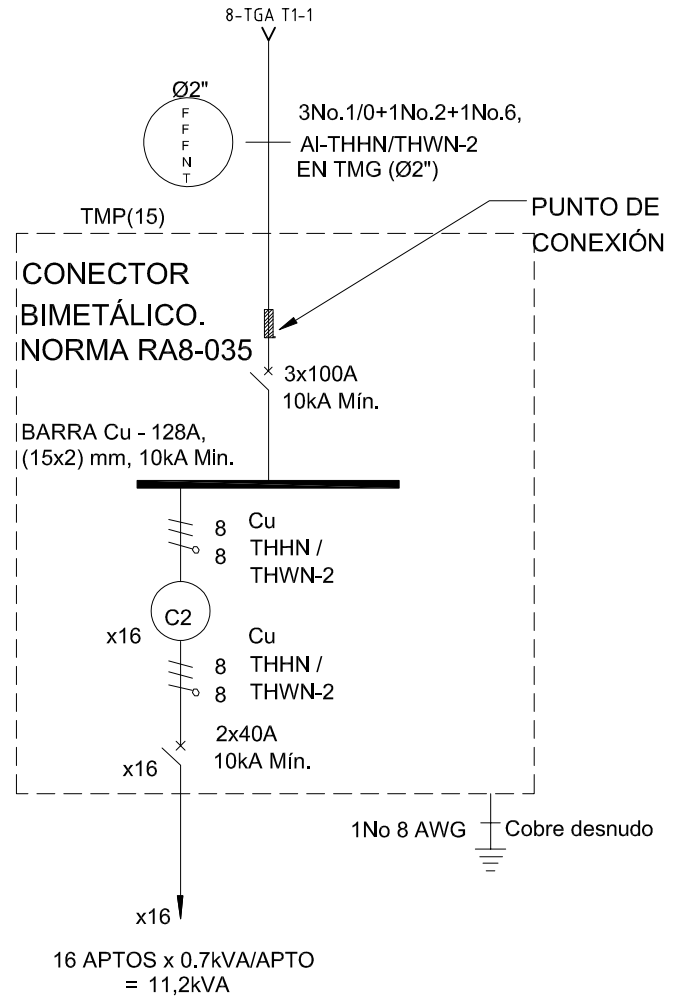 8-TGA T1-1
Ø2"
F
F
F
N
T
3No.1/0+1No.2+1No.6,
Al-THHN/THWN-2
EN TMG (Ø2")
TMP(15)
PUNTO DE
CONEXIÓN
CONECTOR
BIMETÁLICO.
NORMA RA8-035
3x100A
10kA Mín.
BARRA Cu - 128A,
(15x2) mm, 10kA Min.
8 Cu
8 THHN /
THWN-2
C2
x16
Cu
8 THHN /
8 THWN-2
2x40A
x16 10kA Mín.
1No 8 AWG Cobre desnudo
x16
16 APTOS x 0.7kVA/APTO
= 11,2kVA